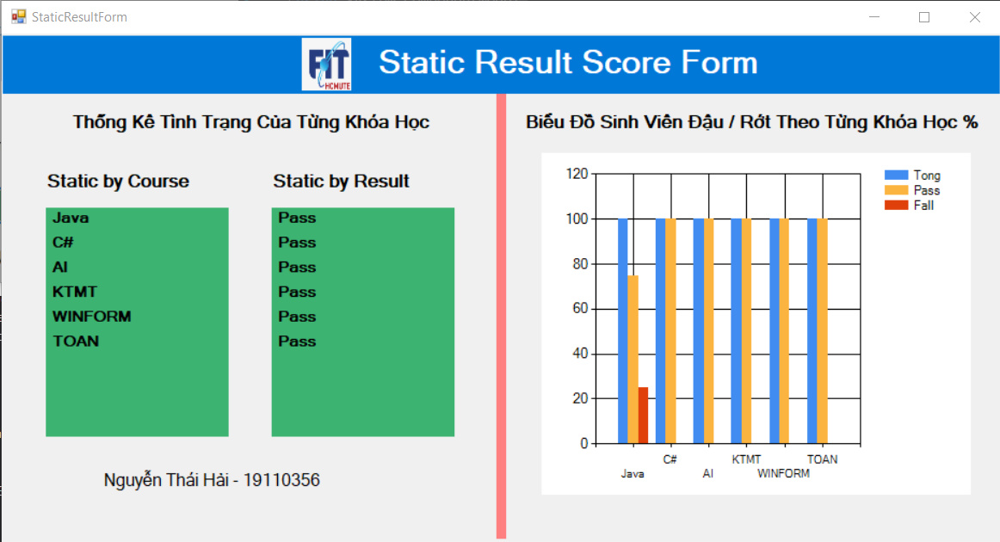 StaticResultForm
FIT
HCMUTE
Static Result Score Form
Thống Kê Tình Trạng Của Từng Khóa Học
Static by Course
Static by Result
Java
C#
AI
KTMT
WINFORM
TOAN
Pass
Pass
Pass
Pass
Pass
Pass
Nguyễn Thái Hải - 19110356
Biểu Đồ Sinh Viên Đậu / Rớt Theo Từng Khóa Học %
120
100
80
60
40
20
0
Java
C#
AI
KTMT
WINFORM
TOAN
Tong
Pass
Fall